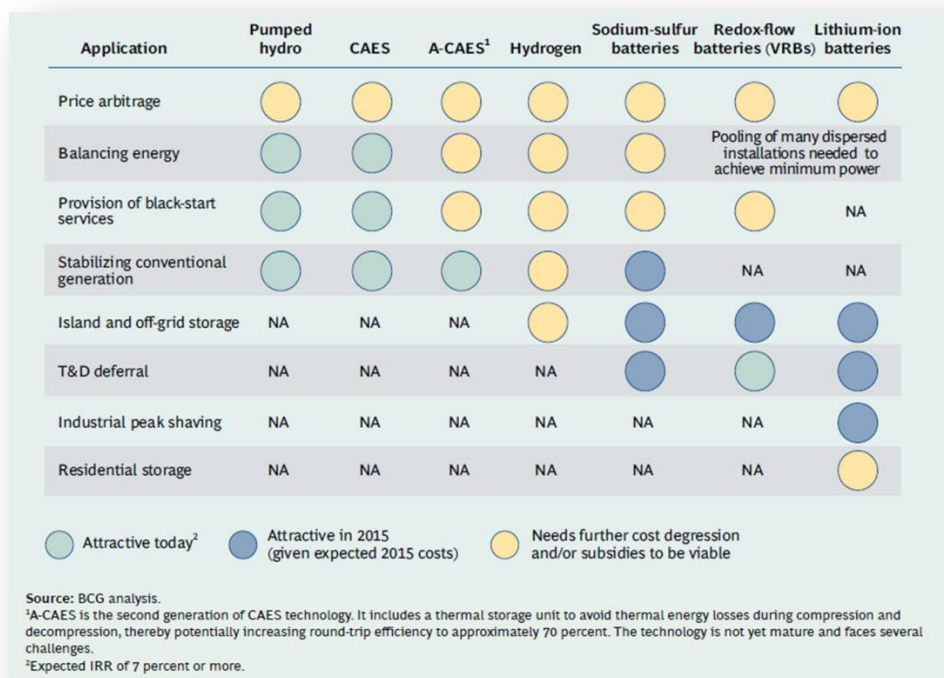 Application Pumped hydro CAES A-CAES¹ Hydrogen Sodium-sulfur batteries Redox-flow batteries (VRBs) Lithium-ion batteries
Price arbitrage
Balancing energy Pooling of many dispersed installations needed to achieve minimum power
Provision of black-start services NA
Stabilizing conventional generation NA NA
Island and off-grid storage NA NA NA
T&D deferral NA NA NA NA
Industrial peak shaving NA NA NA NA NA NA
Residential storage NA NA NA NA NA NA
Attractive today²
Attractive in 2015
(given expected 2015 costs)
Needs further cost degression
and/or subsidies to be viable
Source: BCG analysis.
¹A-CAES is the second generation of CAES technology. It includes a thermal storage unit to avoid thermal energy losses during compression and
decompression, thereby potentially increasing round-trip efficiency to approximately 70 percent. The technology is not yet mature and faces several
challenges.
²Expected IRR of 7 percent or more.